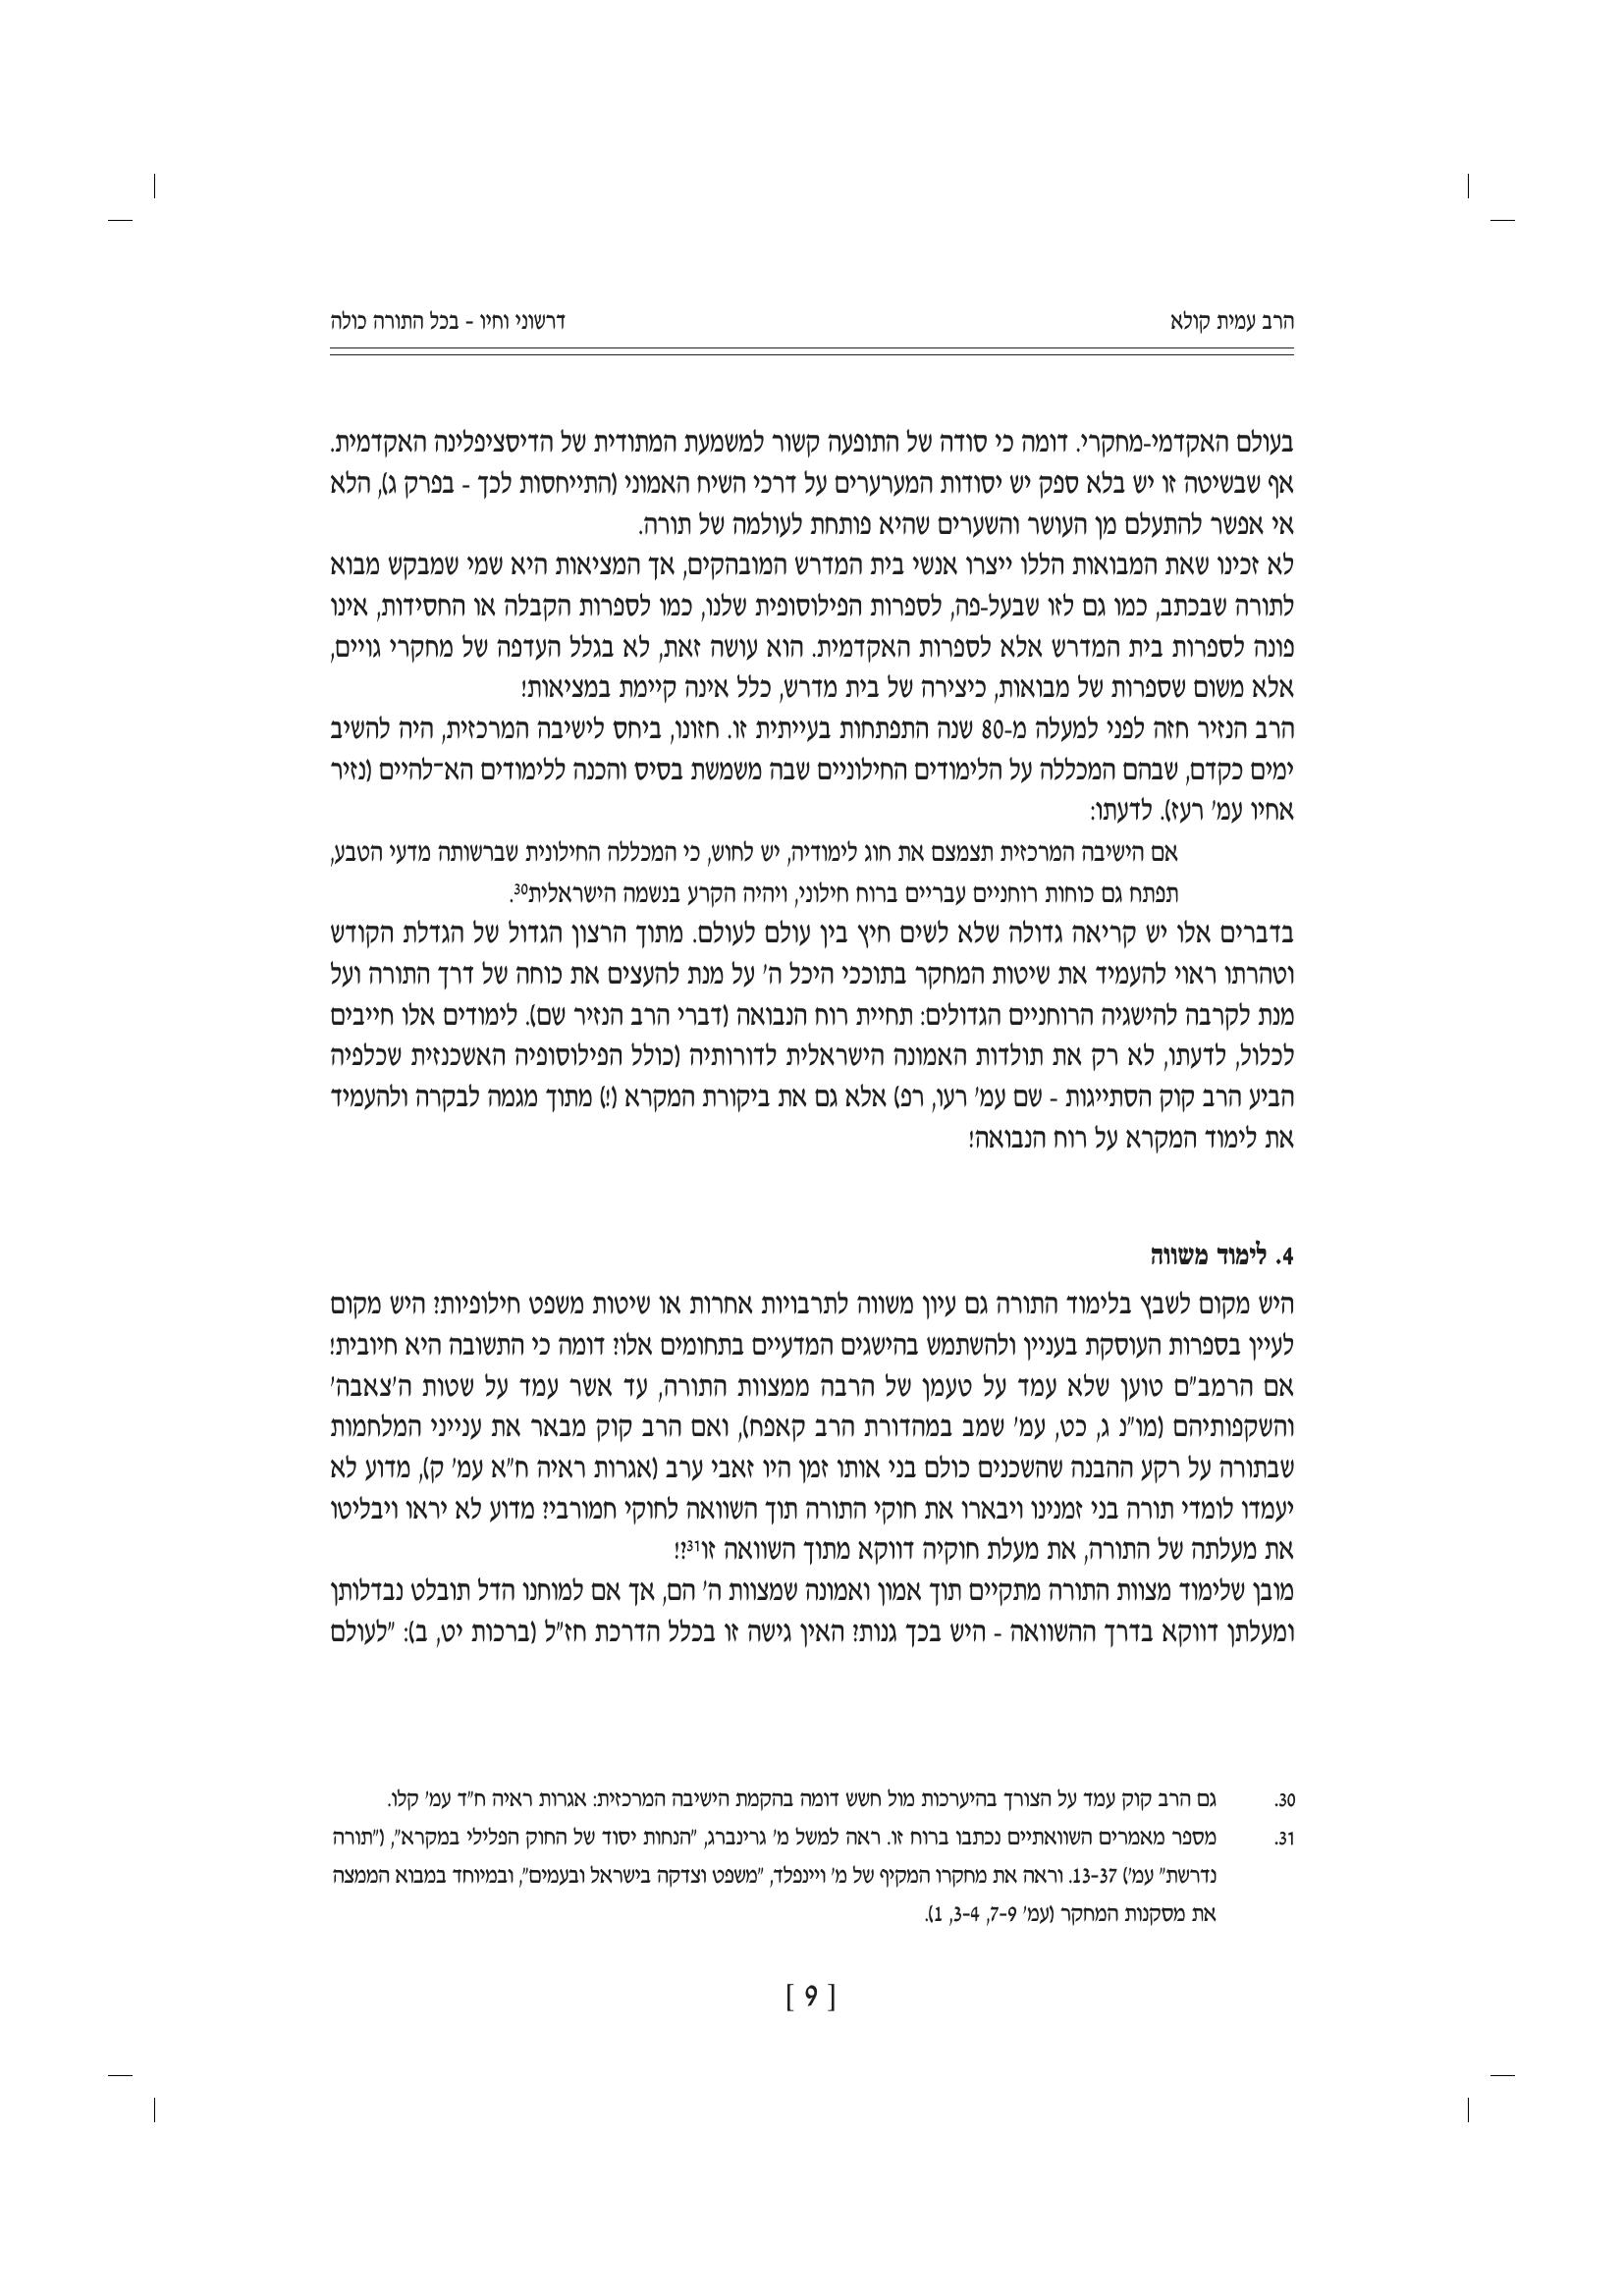 הרב עמית קולא
דרשוני וחיו - בכל התורה כולה
בעולם האקדמי-מחקרי. דומה כי סודה של התופעה קשור למשמעת המתודית של הדיסציפלינה האקדמית.
אף שבשיטה זו יש בלא ספק יש יסודות המערערים על דרכי השיח האמוני (התייחסות לכך - בפרק ג), הלא
אי אפשר להתעלם מן העושר והשערים שהיא פותחת לעולמה של תורה.
לא זכינו שאת המבואות הללו ייצרו אנשי בית המדרש המובהקים, אך המציאות היא שמי שמבקש מבוא
לתורה שבכתב, כמו גם לזו שבעל-פה, לספרות הפילוסופית שלנו, כמו לספרות הקבלה או החסידות, אינו
פונה לספרות בית המדרש אלא לספרות האקדמית. הוא עושה זאת, לא בגלל העדפה של מחקרי גויים,
אלא משום שספרות של מבואות, כיצירה של בית מדרש, כלל אינה קיימת במציאות!
הרב הנזיר חזה לפני למעלה מ-80 שנה התפתחות בעייתית זו. חזונו, ביחס לישיבה המרכזית, היה להשיב
ימים כקדם, שבהם המכללה על הלימודים החילוניים שבה משמשת בסיס והכנה ללימודים הא־להיים (נזיר
אחיו עמ' רעז). לדעתו:
אם הישיבה המרכזית תצמצם את חוג לימודיה, יש לחוש, כי המכללה החילונית שברשותה מדעי הטבע,
תפתח גם כוחות רוחניים עבריים ברוח חילוני, ויהיה הקרע בנשמה הישראלית30.
בדברים אלו יש קריאה גדולה שלא לשים חיץ בין עולם לעולם. מתוך הרצון הגדול של הגדלת הקודש
וטהרתו ראוי להעמיד את שיטות המחקר בתוככי היכל ה' על מנת להעצים את כוחה של דרך התורה ועל
מנת לקרבה להישגיה הרוחניים הגדולים: תחיית רוח הנבואה (דברי הרב הנזיר שם). לימודים אלו חייבים
לכלול, לדעתו, לא רק את תולדות האמונה הישראלית לדורותיה (כולל הפילוסופיה האשכנזית שכלפיה
הביע הרב קוק הסתייגות - שם עמ' רעו, רפ) אלא גם את ביקורת המקרא (!) מתוך מגמה לבקרה ולהעמיד
את לימוד המקרא על רוח הנבואה!
4. לימוד משווה
היש מקום לשבץ בלימוד התורה גם עיון משווה לתרבויות אחרות או שיטות משפט חילופיות? היש מקום
לעיין בספרות העוסקת בעניין ולהשתמש בהישגים המדעיים בתחומים אלו? דומה כי התשובה היא חיובית!
אם הרמב"ם טוען שלא עמד על טעמן של הרבה ממצוות התורה, עד אשר עמד על שטות ה'צאבה'
והשקפותיהם (מו"נ ג, כט, עמ' שמב במהדורת הרב קאפח), ואם הרב קוק מבאר את ענייני המלחמות
שבתורה על רקע ההבנה שהשכנים כולם בני אותו זמן היו זאבי ערב (אגרות ראיה ח"א עמ' ק), מדוע לא
יעמדו לומדי תורה בני זמנינו ויבארו את חוקי התורה תוך השוואה לחוקי חמורבי? מדוע לא יראו ויבליטו
את מעלתה של התורה, את מעלת חוקיה דווקא מתוך השוואה זו31?!
מובן שלימוד מצוות התורה מתקיים תוך אמון ואמונה שמצוות ה' הם, אך אם למוחנו הדל תובלט נבדלותן
ומעלתן דווקא בדרך ההשוואה - היש בכך גנות? האין גישה זו בכלל הדרכת חז"ל (ברכות יט, ב): "לעולם
30. גם הרב קוק עמד על הצורך בהיערכות מול חשש דומה בהקמת הישיבה המרכזית: אגרות ראיה ח"ד עמ' קלו.
31. מספר מאמרים השוואתיים נכתבו ברוח זו. ראה למשל מ' גרינברג, "הנחות יסוד של החוק הפלילי במקרא", ("תורה
נדרשת" עמ') 13-37. וראה את מחקרו המקיף של מ' ויינפלד, "משפט וצדקה בישראל ובעמים", ובמיוחד במבוא הממצה
את מסקנות המחקר (עמ' 7-9, 3-4, 1).
[ 9 ]